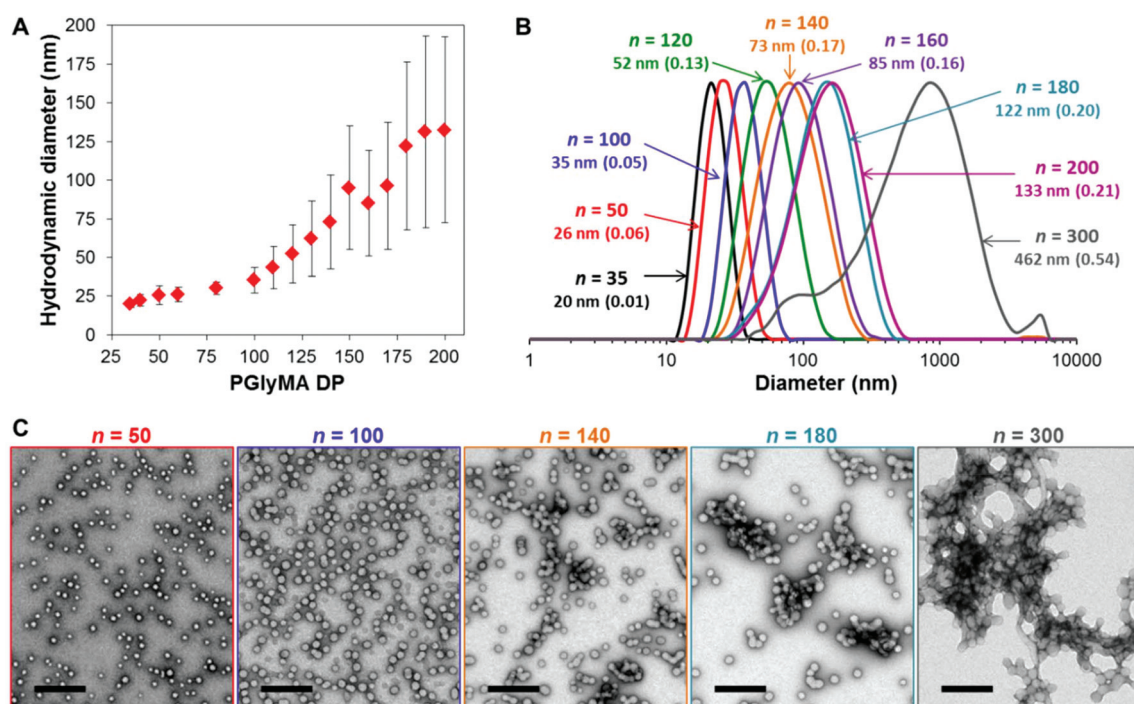 A
Hydrodynamic diameter (nm)
200
175
150
125
100
75
50
25
0
25 50 75 100 125 150 175 200
PGlyMA DP
B
n = 140
73 nm (0.17)
n = 120
52 nm (0.13)
n = 160
85 nm (0.16)
n = 180
122 nm (0.20)
n = 100
35 nm (0.05)
n = 200
133 nm (0.21)
n = 50
26 nm (0.06)
n = 300
462 nm (0.54)
n = 35
20 nm (0.01)
1 10 100 1000 10000
Diameter (nm)
C
n = 50
n = 100
n = 140
n = 180
n = 300